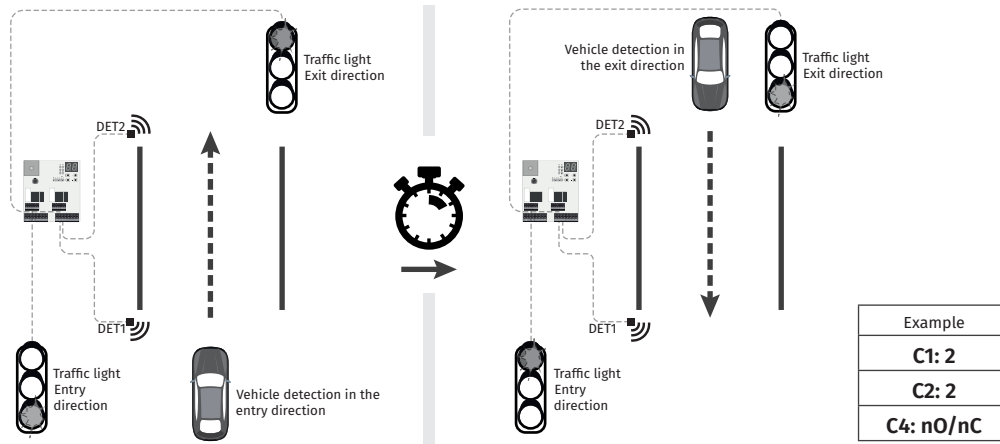 Traffic light
Exit direction
DET2
DET1
Traffic light
Entry
direction
Vehicle detection in the
entry direction
Vehicle detection in
the exit direction
Traffic light
Exit direction
DET2
DET1
Traffic light
Entry
direction
Example
C1: 2
C2: 2
C4: nO/nC